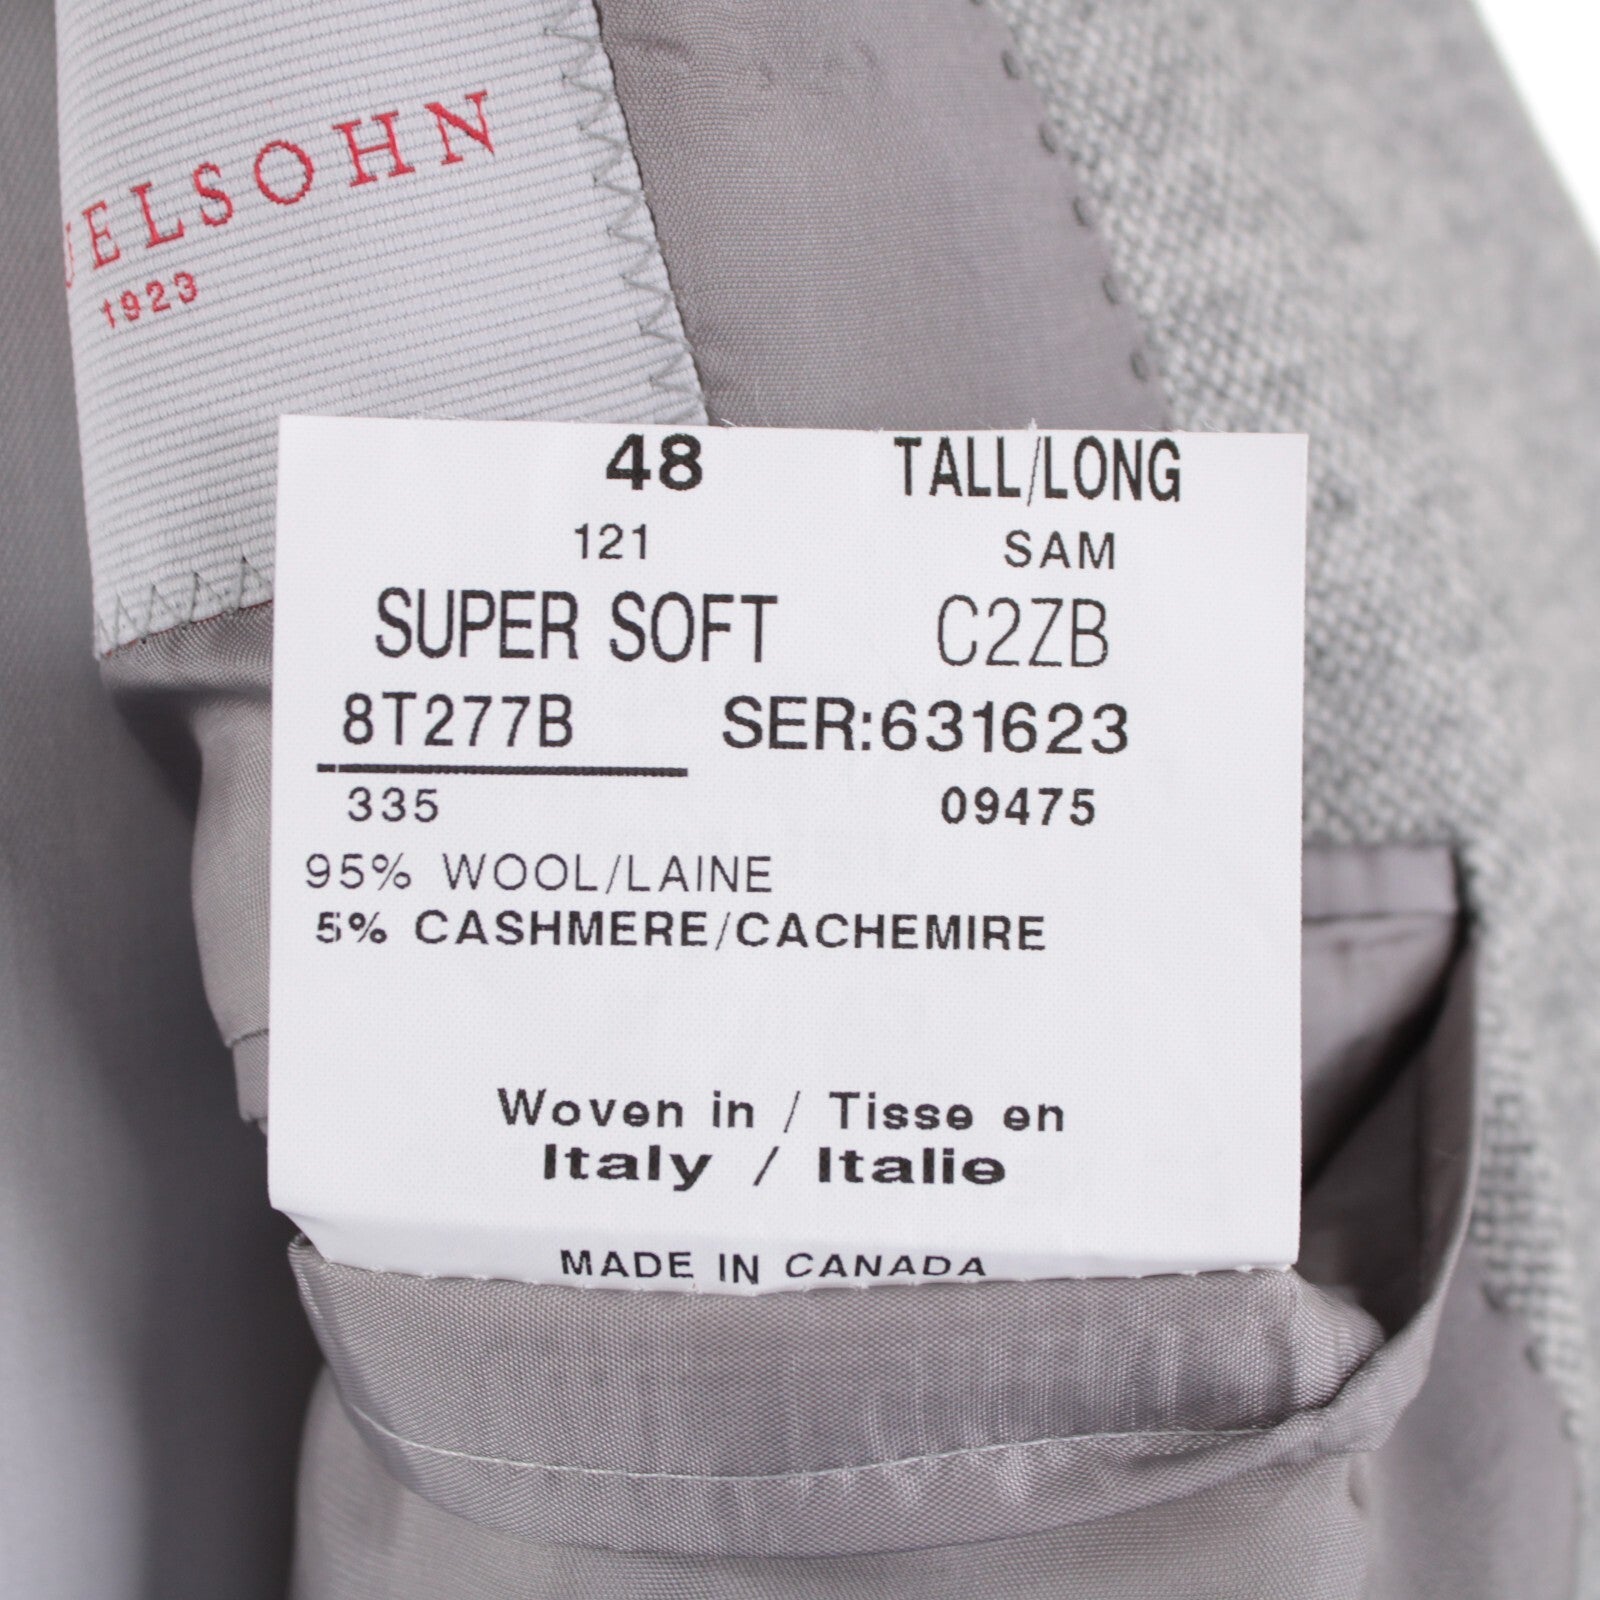 UELSOHN
1923
48 TALL/LONG
121 SAM
SUPER SOFT C2ZB
8T277B SER:631623
335 09475
95% WOOL/LAINE
5% CASHMERE/CACHEMIRE
Woven in / Tisse en
Italy / Italie
MADE IN CANADA